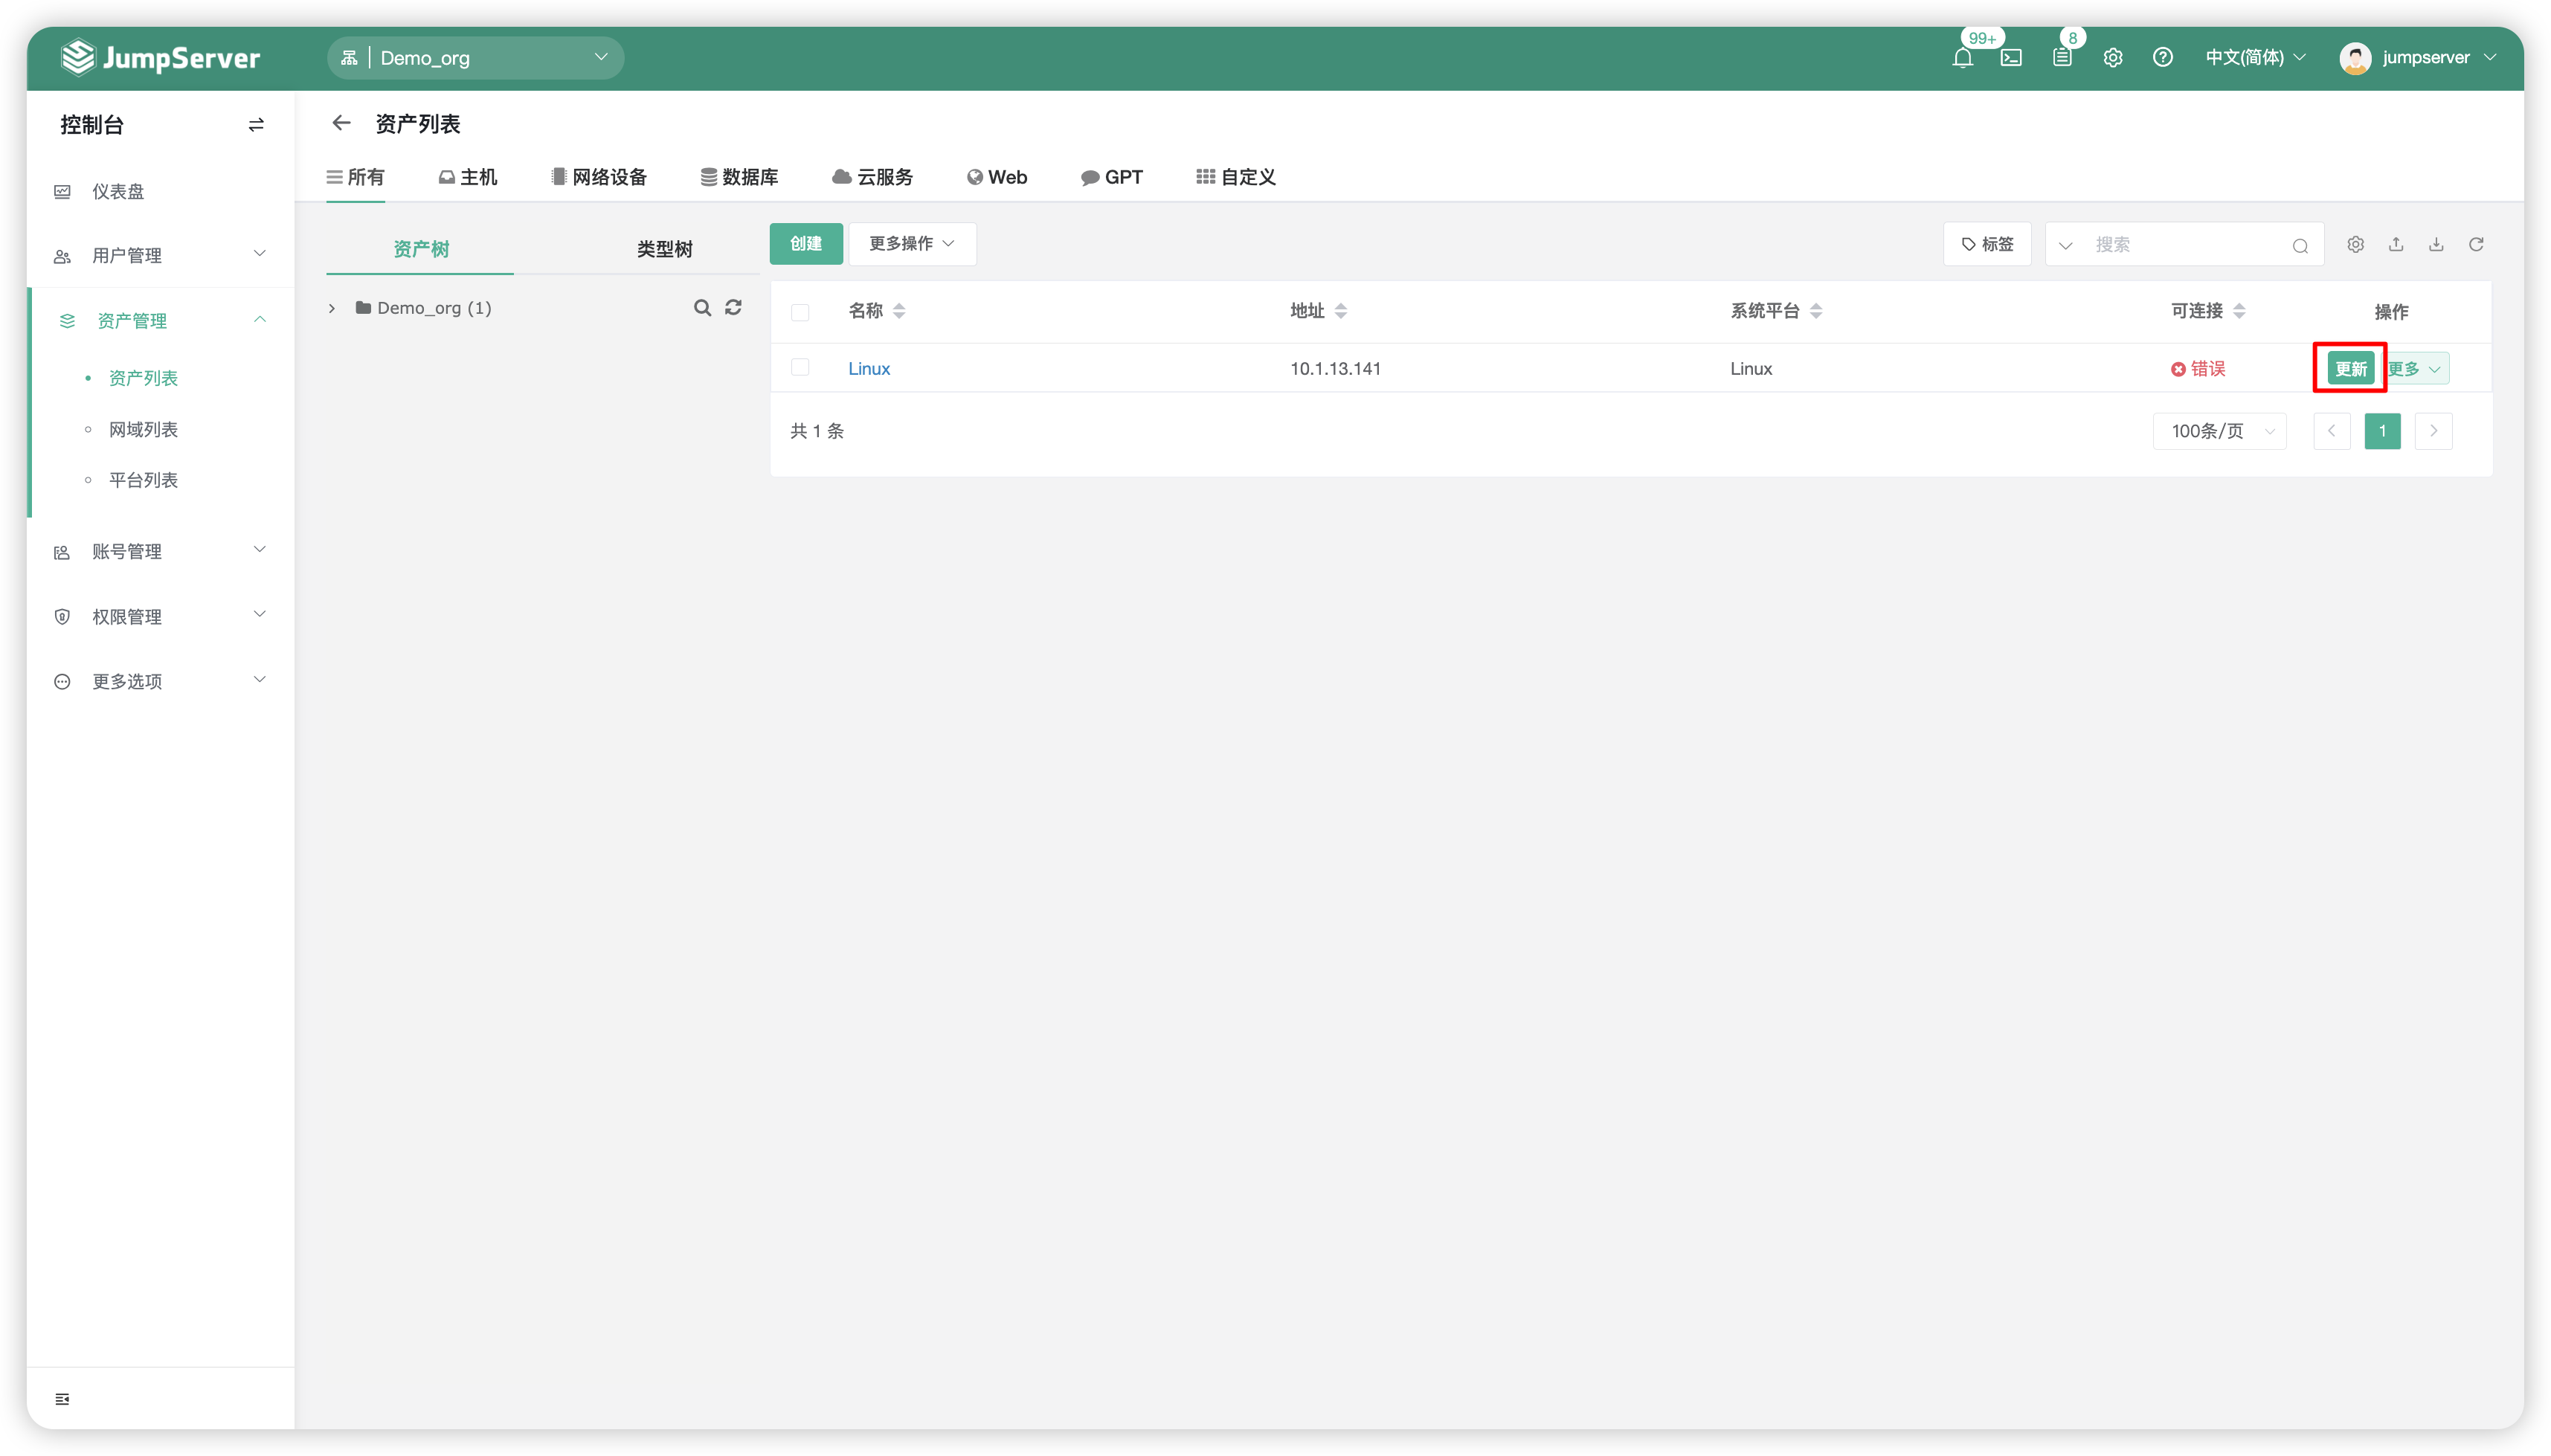 JumpServer
Demo_org
99+
8
中文(简体)
jumpserver
控制台
仪表盘
用户管理
资产管理
资产列表
网域列表
平台列表
账号管理
权限管理
更多选项
资产列表
所有 主机 网络设备 数据库 云服务 Web GPT 自定义
资产树 类型树
Demo_org (1)
创建 更多操作 标签 搜索
名称 地址 系统平台 可连接 操作
Linux 10.1.13.141 Linux 错误 更新 更多
共 1 条 100条/页 1